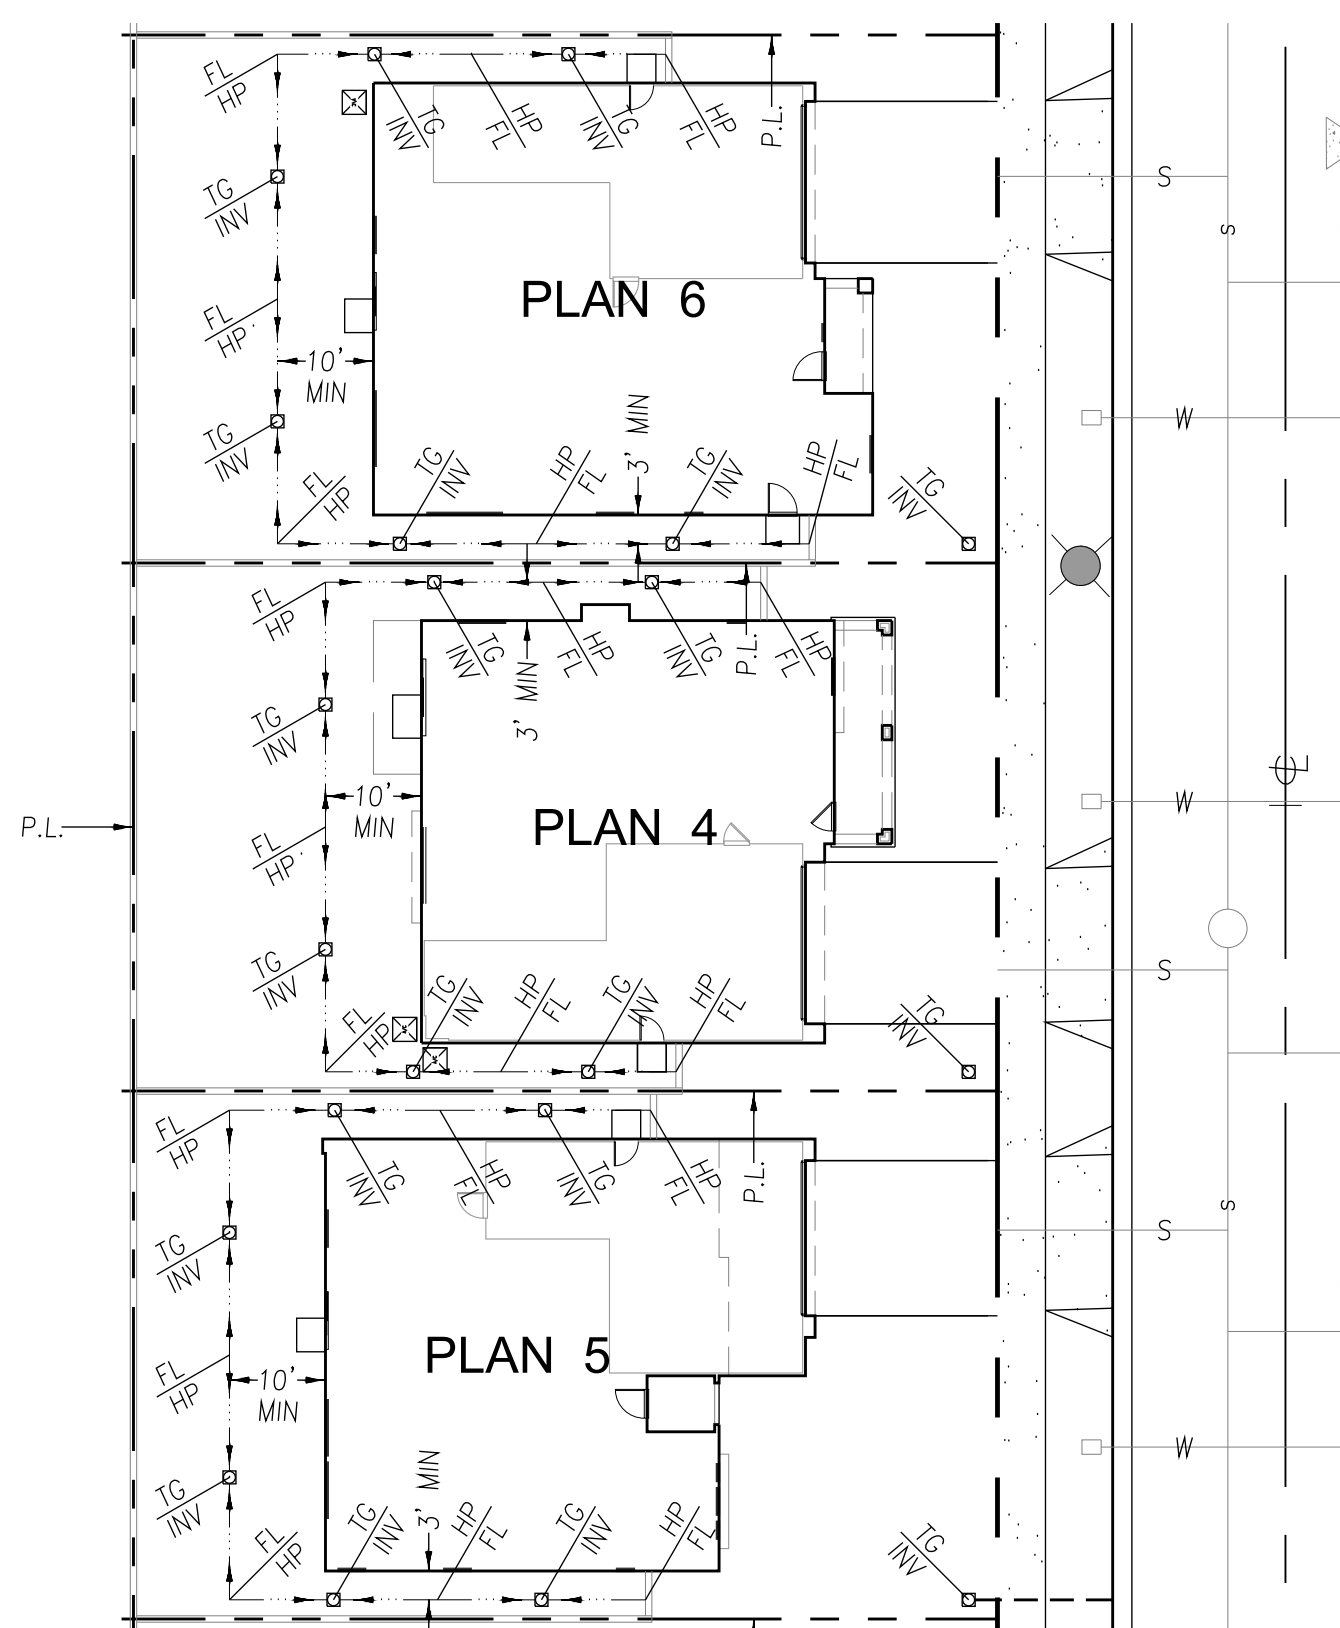 FL
HP
TG
INV
HP
FL
TG
INV
HP
FL
P.L.
TG
INV
S
S
PLAN 6
FL
HP
10'
MIN
W
3' MIN
TG
INV
FL
HP
TG
INV
HP
FL
TG
INV
HP
FL
TG
INV
FL
HP
TG
INV
3' MIN
HP
FL
TG
INV
P.L.
HP
FL
TG
INV
10'
MIN
P.L.
PLAN 4
W
FL
HP
TG
INV
S
FL
HP
TG
INV
HP
FL
TG
INV
HP
FL
TG
INV
FL
HP
TG
INV
HP
FL
TG
INV
HP
FL
P.L.
TG
INV
S
S
PLAN 5
FL
HP
10'
MIN
W
3' MIN
TG
INV
FL
HP
TG
INV
HP
FL
TG
INV
HP
FL
TG
INV